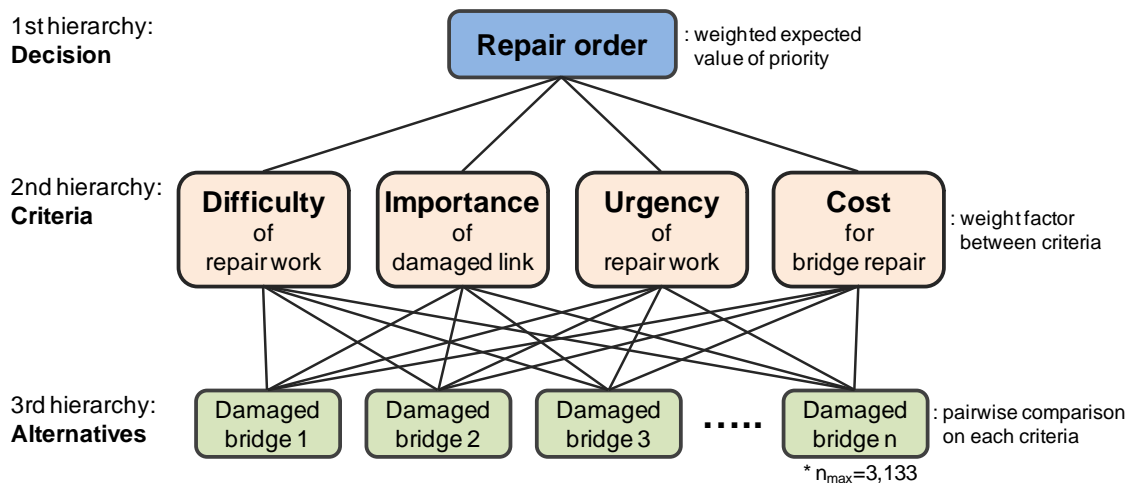 1st hierarchy:
Decision
Repair order
: weighted expected
value of priority
2nd hierarchy:
Criteria
Difficulty
of
repair work
Importance
of
damaged link
Urgency
of
repair work
Cost
for
bridge repair
: weight factor
between criteria
3rd hierarchy:
Alternatives
Damaged
bridge 1
Damaged
bridge 2
Damaged
bridge 3
.....
Damaged
bridge n
: pairwise comparison
on each criteria
* nmax=3,133